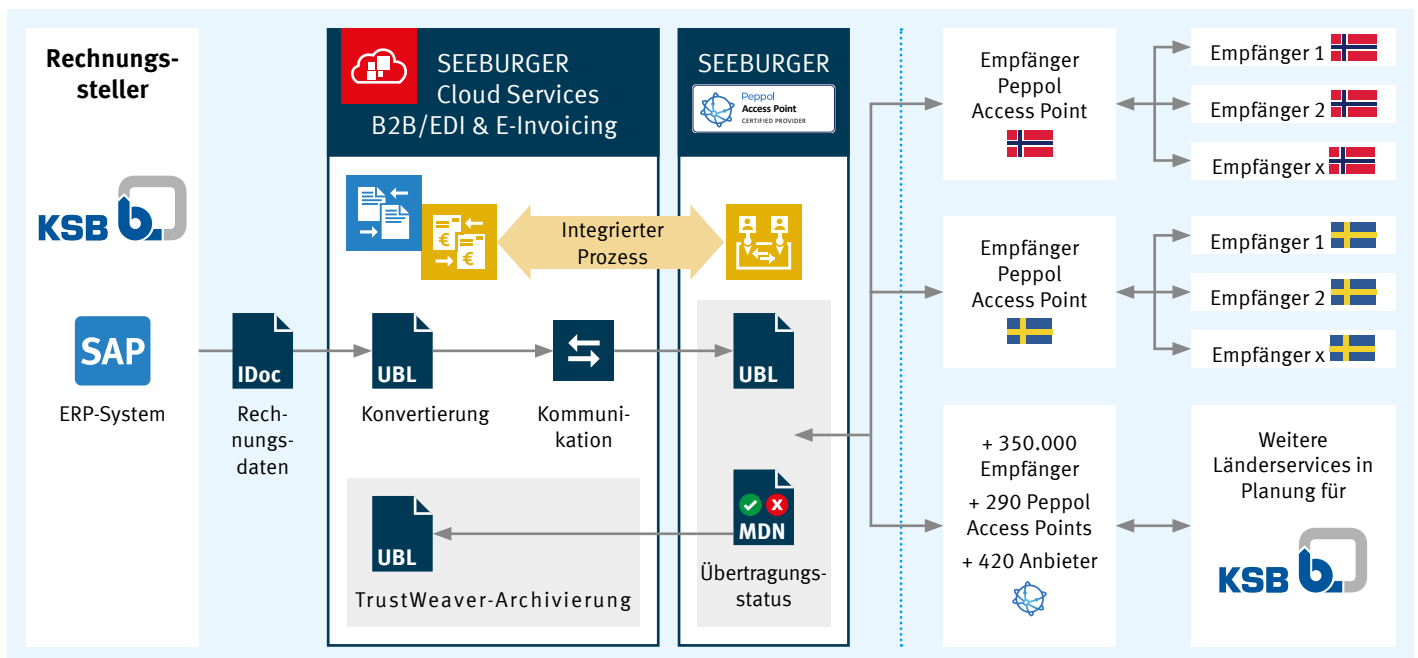 Rechnungs-
steller
KSB b.
SAP
ERP-System
IDoc
Rech-
nungs-
daten
SEEBURGER
Cloud Services
B2B/EDI & E-Invoicing
€
€
Integrierter
Prozess
UBL
Konvertierung
Kommuni-
kation
UBL
TrustWeaver-Archivierung
SEEBURGER
Peppol
Access Point
CERTIFIED PROVIDER
UBL
MDN
Übertragungs-
status
Empfänger
Peppol
Access Point
Empfänger 1
Empfänger 2
Empfänger x
Empfänger
Peppol
Access Point
Empfänger 1
Empfänger 2
Empfänger x
+ 350.000
Empfänger
+ 290 Peppol
Access Points
+ 420 Anbieter
Weitere
Länderservices in
Planung für
KSB b.